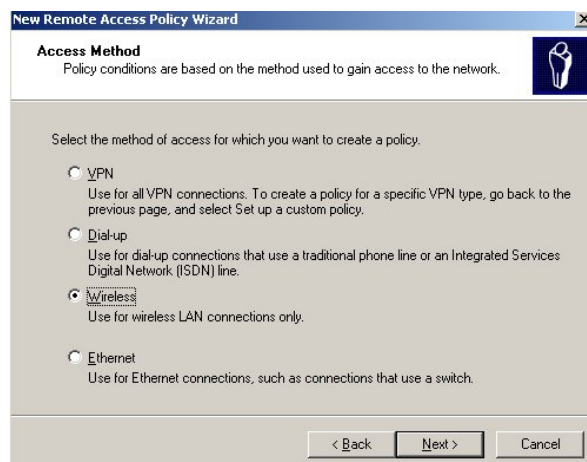 New Remote Access Policy Wizard
Access Method
Policy conditions are based on the method used to gain access to the network.
Select the method of access for which you want to create a policy.
VPN
Use for all VPN connections. To create a policy for a specific VPN type, go back to the
previous page, and select Set up a custom policy.
Dial-up
Use for dial-up connections that use a traditional phone line or an Integrated Services
Digital Network (ISDN) line.
Wireless
Use for wireless LAN connections only.
Ethernet
Use for Ethernet connections, such as connections that use a switch.
< Back
Next >
Cancel